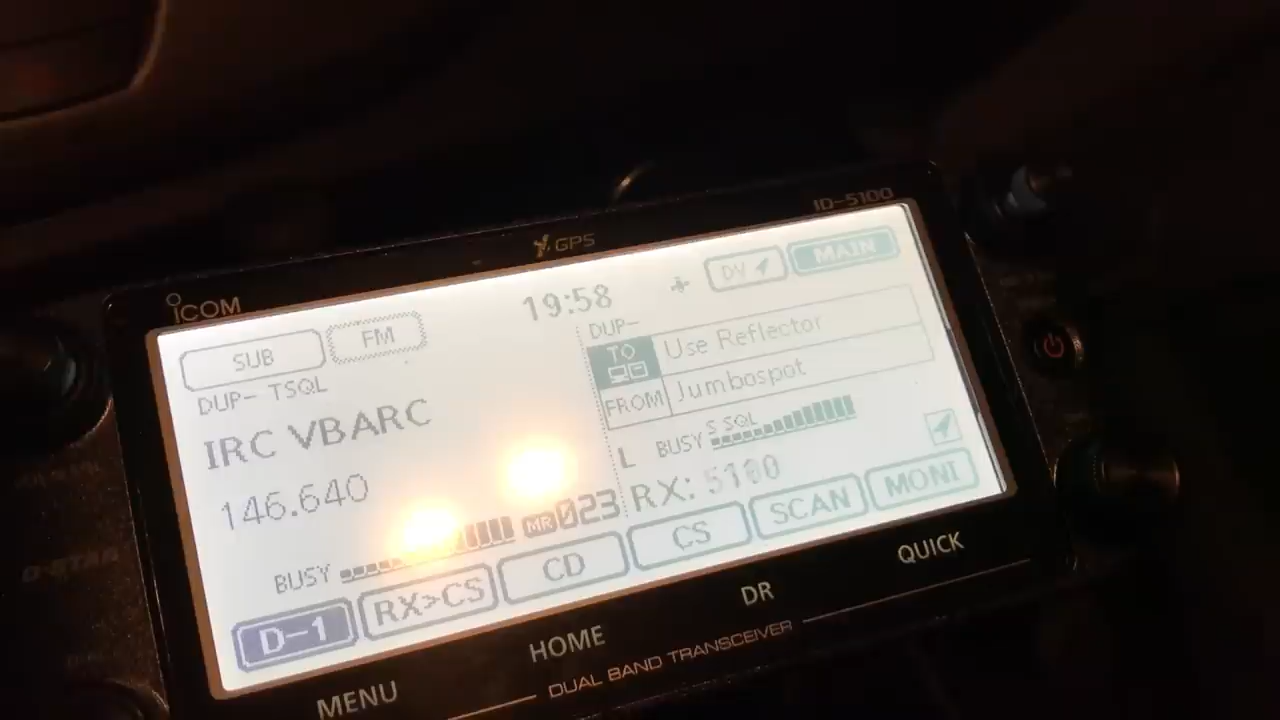 ID-5100
GPS
ICOM
19:58
DV
MAIN
SUB
FM
DUP- TSQL
IRC VBARC
146.640
BUSY
MR 023
DUP-
TO
Use Reflector
FROM
Jumbospot
S SQL
L BUSY
RX: 5100
D-1
RX>CS
CD
CS
SCAN
MONI
MENU
HOME
DR
QUICK
DUAL BAND TRANSCEIVER
D-STAR